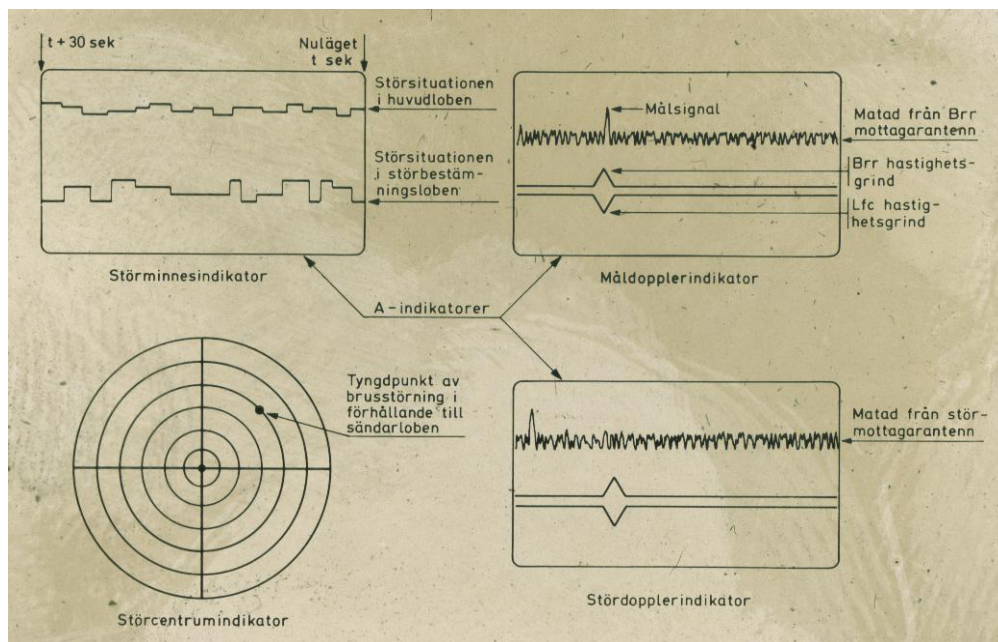 t + 30 sek
Nuläget
t sek
Störsituationen
i huvudloben
Störsituationen
i störbestäm-
ningsloben
Störminnesindikator
Målsignal
Matad från Brr
mottagarantenn
Brr hastighets-
grind
Lfc hastig-
hetsgrind
Måldopplerindikator
A-indikatorer
Tyngdpunkt av
brusstörning i
förhållande till
sändarloben
Störcentrumindikator
Matad från stör-
mottagarantenn
Stördopplerindikator